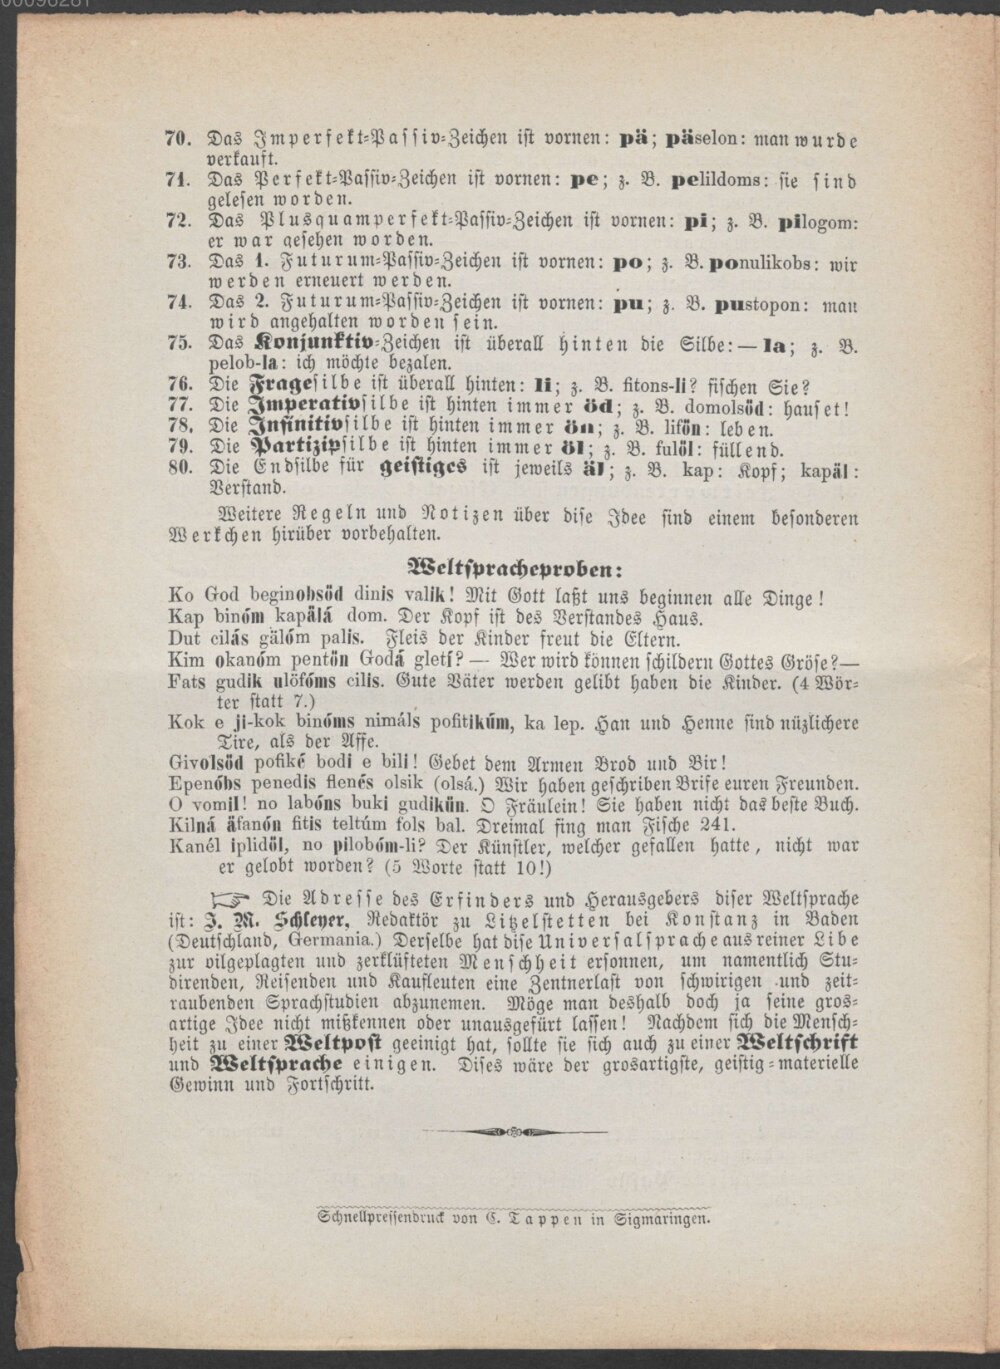 00096281
70. Das Imperfekt-Passiv-Zeichen ist vornen: pä; päselon: man wurde
verkauft.
71. Das Perfekt-Passiv-Zeichen ist vornen: pe; z. B. pelildoms: sie sind
gelesen worden.
72. Das Plusquamperfekt-Passiv-Zeichen ist vornen: pi; z. B. pilogom:
er war gesehen worden.
73. Das 1. Futurum-Passiv-Zeichen ist vornen: po; z. B. ponulikobs: wir
werden erneuert werden.
74. Das 2. Futurum-Passiv-Zeichen ist vornen: pu; z. B. pustopon: man
wird angehalten worden sein.
75. Das Konjunktiv-Zeichen ist überall hinten die Silbe: — la; z. B.
pelob-la: ich möchte bezalen.
76. Die Fragesilbe ist überall hinten: li; z. B. fitons-li? fischen Sie?
77. Die Imperativsilbe ist hinten immer öd; z. B. domolsöd: hauset!
78. Die Infinitivsilbe ist hinten immer ön; z. B. lifön: leben.
79. Die Partizipsilbe ist hinten immer öl; z. B. fulöl: füllend.
80. Die Endsilbe für geistiges ist jeweils äl; z. B. kap: Kopf; kapäl:
Verstand.
Weitere Regeln und Notizen über dise Idee sind einem besonderen
Werkchen hirüber vorbehalten.
Weltspracheproben:
Ko God beginobsöd dinis valik! Mit Gott laßt uns beginnen alle Dinge!
Kap binóm kapälá dom. Der Kopf ist des Verstandes Haus.
Dut cilás gälóm palis. Fleis der Kinder freut die Eltern.
Kim okanóm pentön Godá gletí? — Wer wird können schildern Gottes Gröse? —
Fats gudik ulöfóms cilis. Gute Väter werden gelibt haben die Kinder. (4 Wör-
ter statt 7.)
Kok e ji-kok binóms nimáls pofitikúm, ka lep. Han und Henne sind nüzlichere
Tire, als der Affe.
Givolsöd pofiké bodi e bili! Gebet dem Armen Brod und Bir!
Epenóbs penedis flenés olsik (olsá.) Wir haben geschriben Brife euren Freunden.
O vomil! no labóns buki gudikün. O Fräulein! Sie haben nicht das beste Buch.
Kilná äfanón fitis teltúm fols bal. Dreimal fing man Fische 241.
Kanél iplidöl, no pilobóm-li? Der Künstler, welcher gefallen hatte, nicht war
er gelobt worden? (5 Worte statt 10!)
☞ Die Adresse des Erfinders und Herausgebers diser Weltsprache
ist: J. M. Schleyer, Redaktör zu Litzelstetten bei Konstanz in Baden
(Deutschland, Germania.) Derselbe hat dise Universalsprache aus reiner Libe
zur vilgeplagten und zerklüfteten Menschheit ersonnen, um namentlich Stu-
direnden, Reisenden und Kaufleuten eine Zentnerlast von schwirigen und zeit-
raubenden Sprachstudien abzunemen. Möge man deshalb doch ja seine gros-
artige Idee nicht mißkennen oder unausgefürt lassen! Nachdem sich die Mensch-
heit zu einer Weltpost geeinigt hat, sollte sie sich auch zu einer Weltschrift
und Weltsprache einigen. Dises wäre der grosartigste, geistig-materielle
Gewinn und Fortschritt.
Schnellpressendruck von C. Tappen in Sigmaringen.